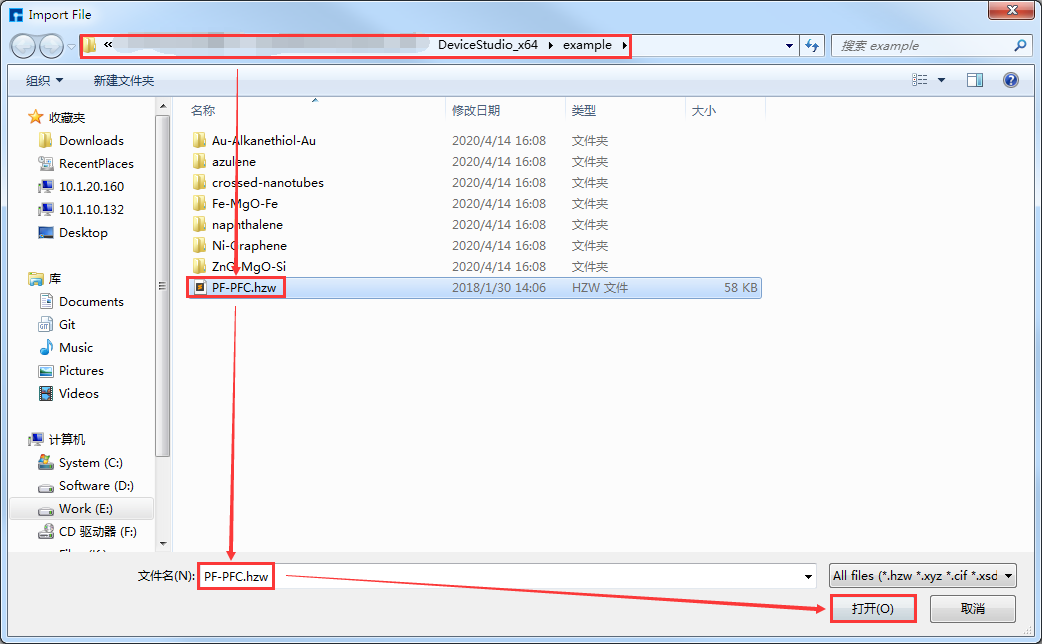 Import File
« DeviceStudio_x64 example 搜索 example
组织 新建文件夹
名称 修改日期 类型 大小
收藏夹
Downloads
RecentPlaces
10.1.20.160
10.1.10.132
Desktop
库
Documents
Git
Music
Pictures
Videos
计算机
System (C:)
Software (D:)
Work (E:)
CD 驱动器 (F:)
Au-Alkanethiol-Au 2020/4/14 16:08 文件夹
azulene 2020/4/14 16:08 文件夹
crossed-nanotubes 2020/4/14 16:08 文件夹
Fe-MgO-Fe 2020/4/14 16:08 文件夹
naphthalene 2020/4/14 16:08 文件夹
Ni-Graphene 2020/4/14 16:08 文件夹
ZnO-MgO-Si 2020/4/14 16:08 文件夹
PF-PFC.hzw 2018/1/30 14:06 HZW 文件 58 KB
文件名(N): PF-PFC.hzw All files (*.hzw *.xyz *.cif *.xsd
打开(O) 取消